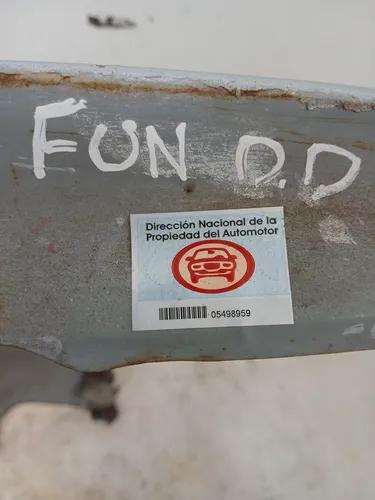 FUN D.D
Dirección Nacional de la
Propiedad del Automotor
05498959